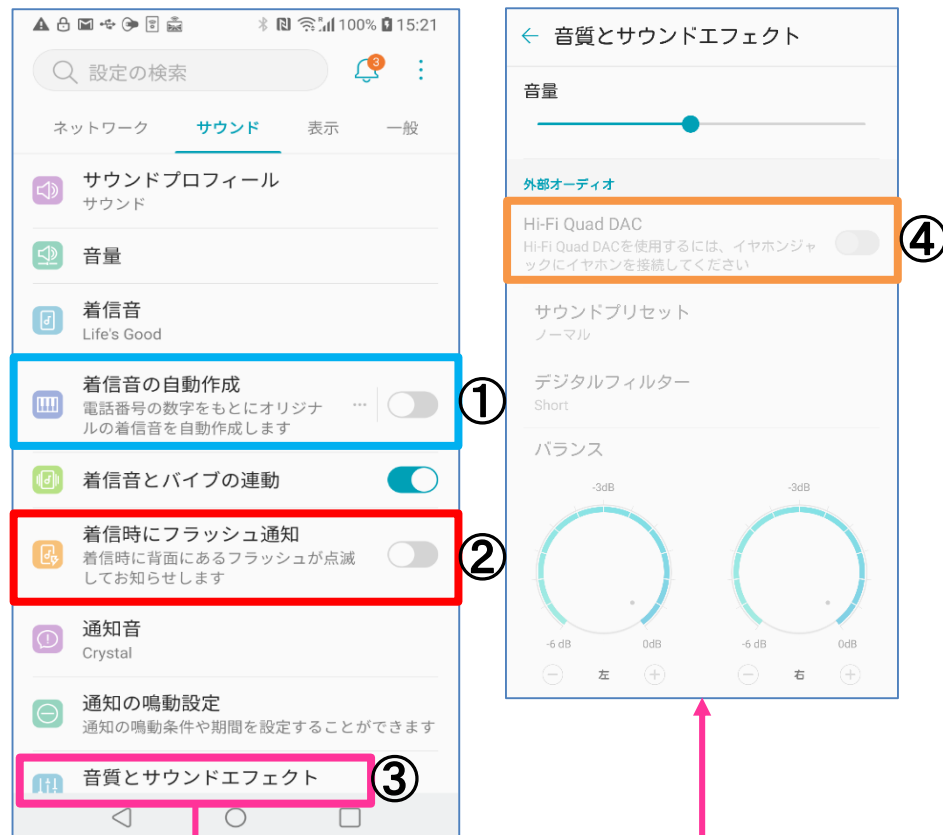 100% 15:21
設定の検索
3
ネットワーク サウンド 表示 一般
サウンドプロフィール
サウンド
音量
着信音
Life's Good
着信音の自動作成
電話番号の数字をもとにオリジナ
ルの着信音を自動作成します
①
着信音とバイブの連動
着信時にフラッシュ通知
着信時に背面にあるフラッシュが点滅
してお知らせします
②
通知音
Crystal
通知の鳴動設定
通知の鳴動条件や期間を設定することができます
音質とサウンドエフェクト
③
音質とサウンドエフェクト
音量
外部オーディオ
Hi-Fi Quad DAC
Hi-Fi Quad DACを使用するには、イヤホンジャ
ックにイヤホンを接続してください
④
サウンドプリセット
ノーマル
デジタルフィルター
Short
バランス
-3dB -3dB
-6 dB 0dB -6 dB 0dB
左 右